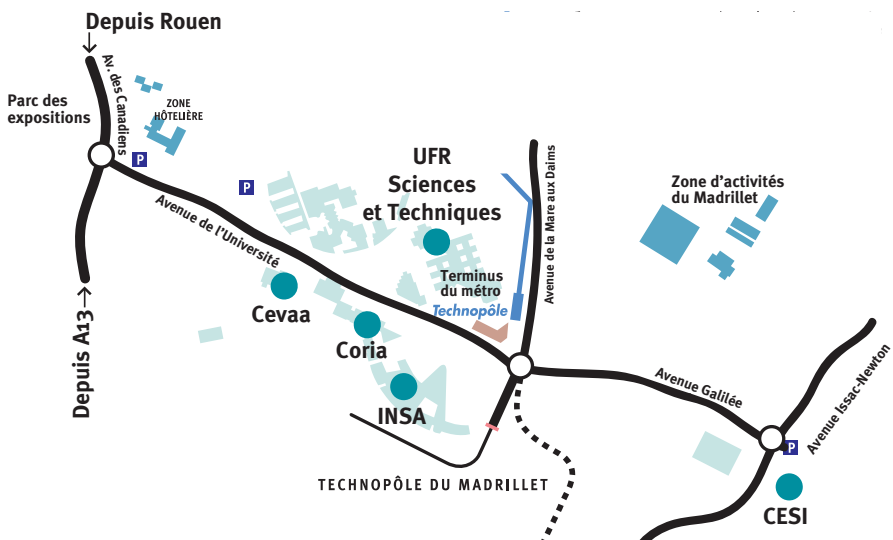 Depuis Rouen
Av. des Canadiens
Parc des
expositions
ZONE
HÔTELIÈRE
P
P
UFR
Sciences
et Techniques
Avenue de la Mare aux Daims
Zone d'activités
du Madrillet
Avenue de l'Université
Terminus
du métro
Technopôle
Cevaa
Depuis A13
Coria
INSA
Avenue Galilée
Avenue Issac-Newton
P
TECHNOPÔLE DU MADRILLET
CESI